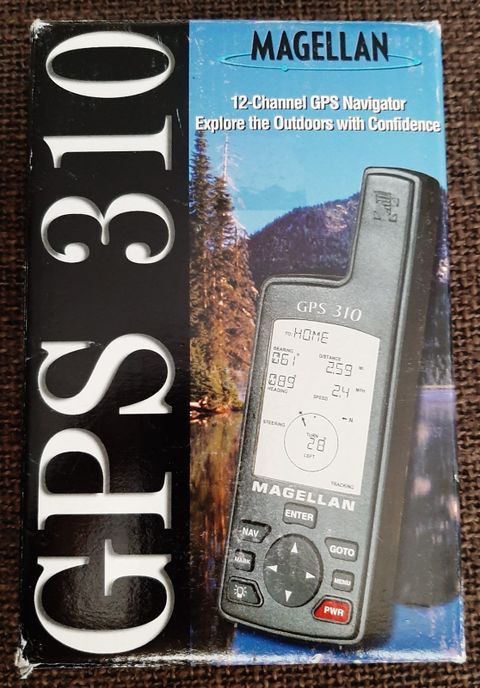 GPS 310
MAGELLAN
12-Channel GPS Navigator
Explore the Outdoors with Confidence
GPS 310
TO: HOME
BEARING DISTANCE
061° 2.59 MI
089° 2.4 MPH
HEADING SPEED
STEERING N
TURN
28°
LEFT
TRACKING
MAGELLAN
ENTER
NAV GOTO
MARK MENU
PWR